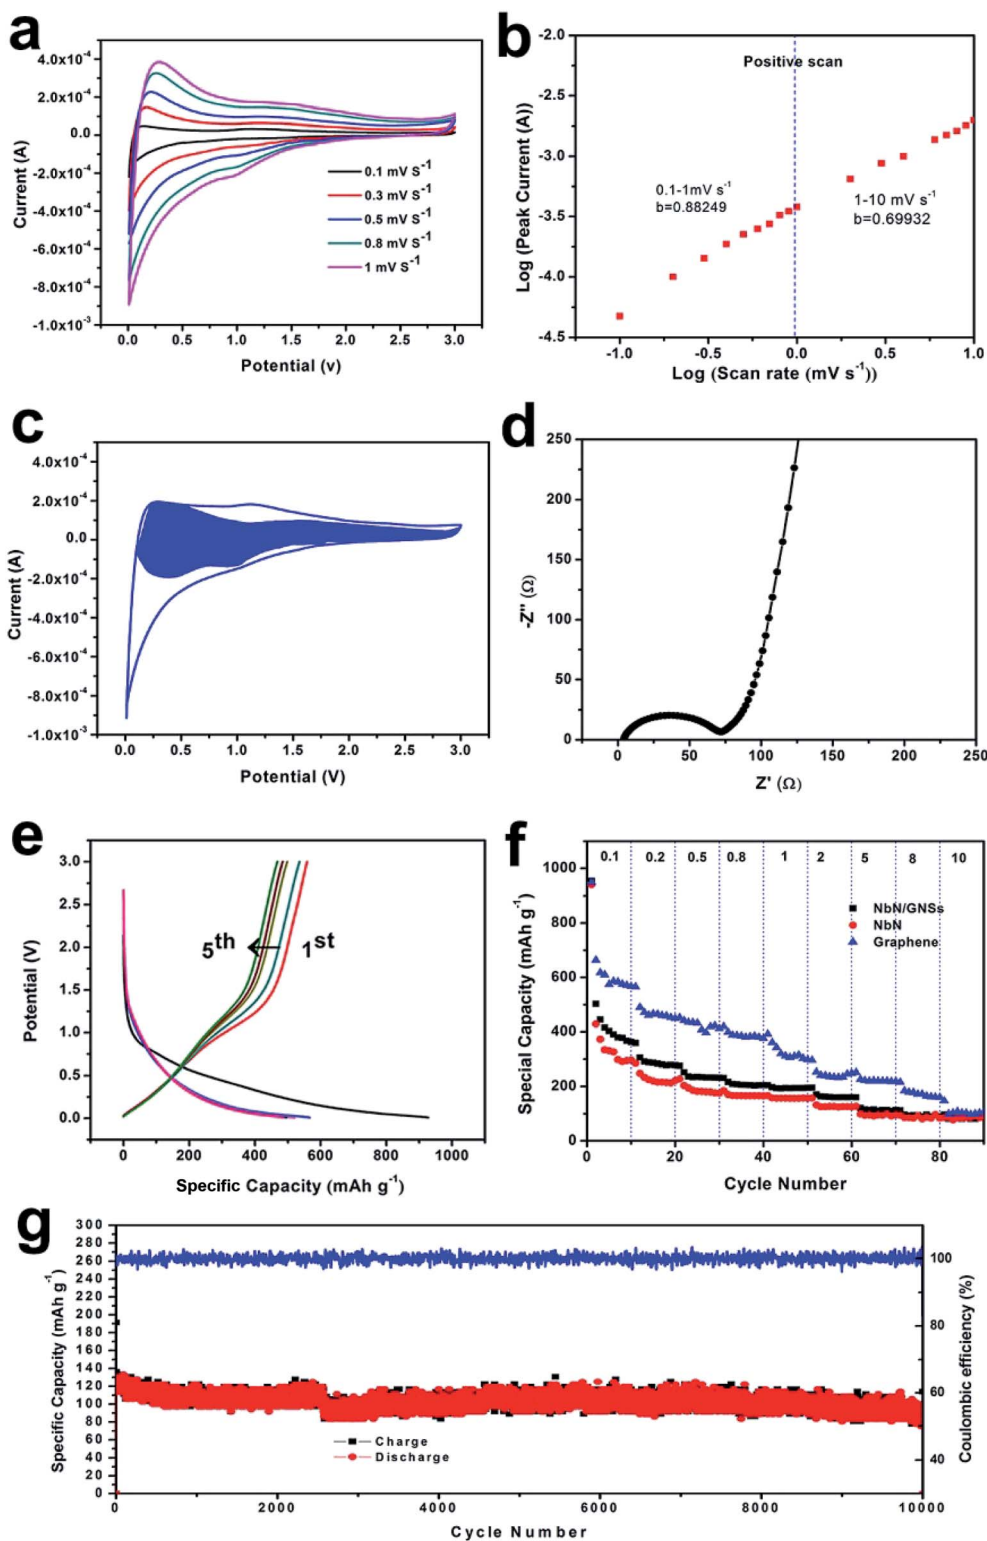 a
4.0x10⁻⁴
2.0x10⁻⁴
0.0
-2.0x10⁻⁴
-4.0x10⁻⁴
-6.0x10⁻⁴
-8.0x10⁻⁴
-1.0x10⁻³
Current (A)
0.1 mV S⁻¹
0.3 mV S⁻¹
0.5 mV S⁻¹
0.8 mV S⁻¹
1 mV S⁻¹
0.0 0.5 1.0 1.5 2.0 2.5 3.0
Potential (v)
b
-2.0
-2.5
-3.0
-3.5
-4.0
-4.5
Log (Peak Current (A))
Positive scan
0.1-1mV s⁻¹
b=0.88249
1-10 mV s⁻¹
b=0.69932
-1.0 -0.5 0.0 0.5 1.0
Log (Scan rate (mV s⁻¹))
c
4.0x10⁻⁴
2.0x10⁻⁴
0.0
-2.0x10⁻⁴
-4.0x10⁻⁴
-6.0x10⁻⁴
-8.0x10⁻⁴
-1.0x10⁻³
Current (A)
0.0 0.5 1.0 1.5 2.0 2.5 3.0
Potential (V)
d
250
200
150
100
50
0
-Z'' (Ω)
0 50 100 150 200 250
Z' (Ω)
e
3.0
2.5
2.0
1.5
1.0
0.5
0.0
Potential (V)
5ᵗʰ 1ˢᵗ
0 200 400 600 800 1000
Specific Capacity (mAh g⁻¹)
f
1000
800
600
400
200
0
Special Capacity (mAh g⁻¹)
0.1 0.2 0.5 0.8 1 2 5 8 10
NbN/GNSs
NbN
Graphene
0 20 40 60 80
Cycle Number
g
300
280
260
240
220
200
190
160
140
120
100
80
60
40
20
0
Specific Capacity (mAh g⁻¹)
Charge
Discharge
100
80
60
40
Coulombic efficiency (%)
0 2000 4000 6000 8000 10000
Cycle Number